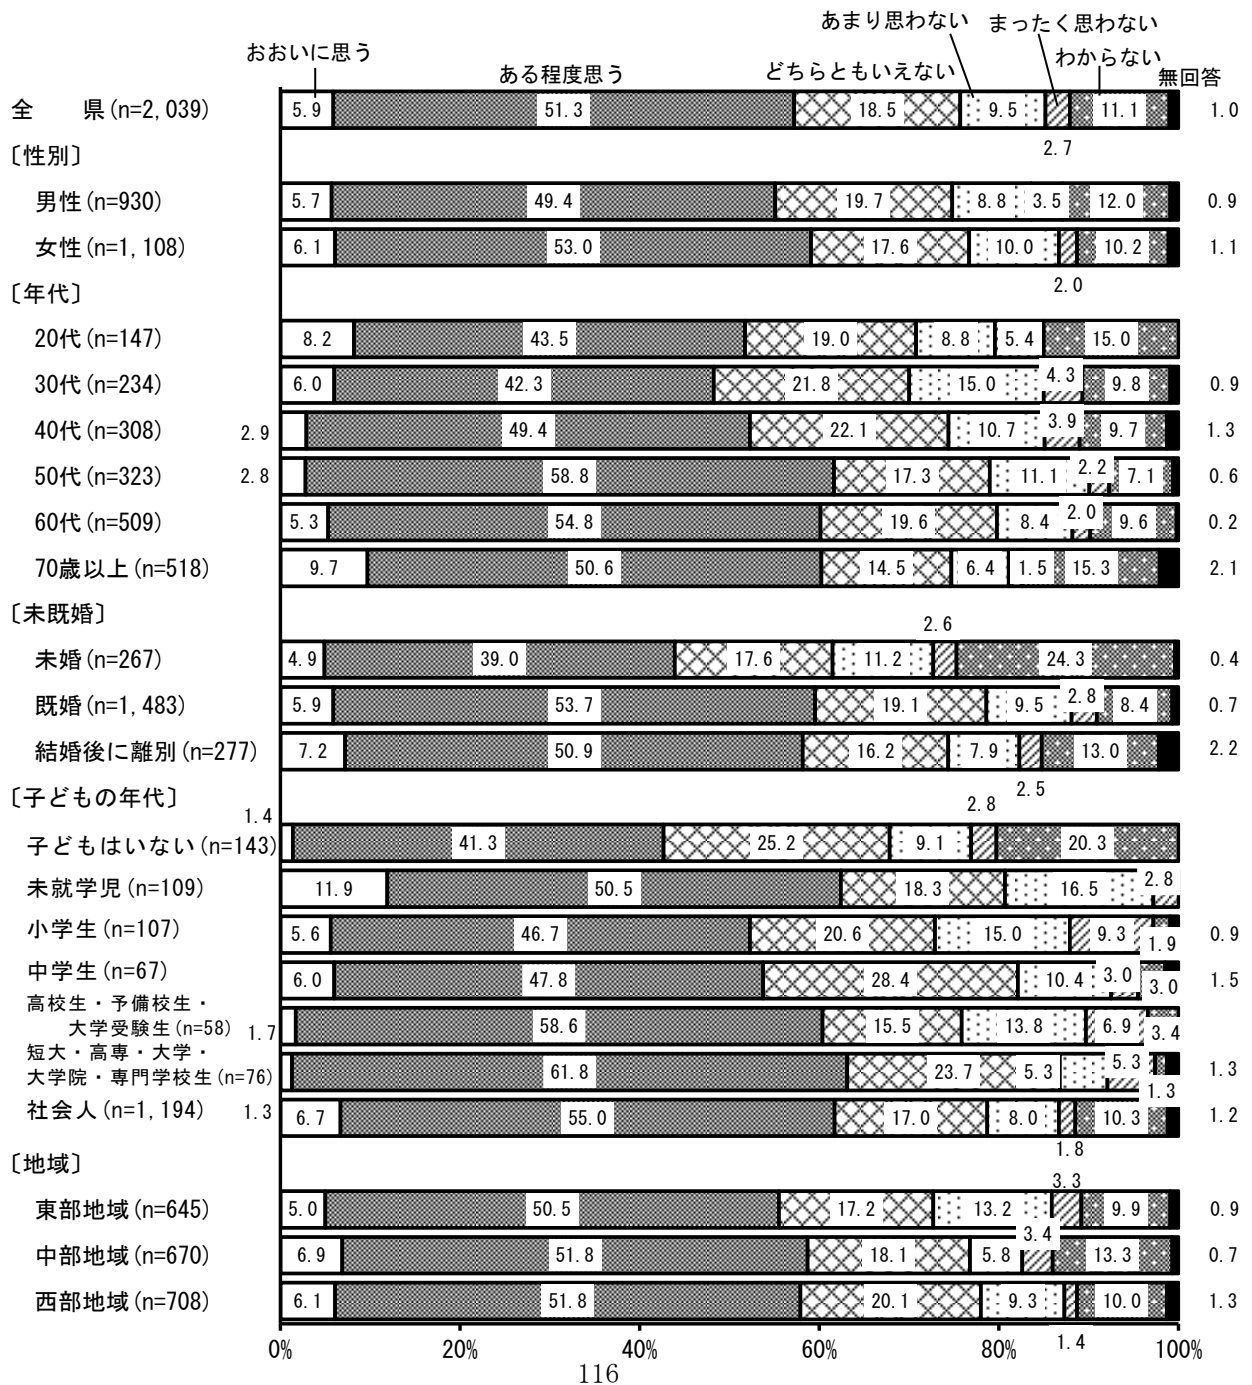 あまり思わない まったく思わない
おおいに思う ある程度思う どちらともいえない わからない 無回答
全　　県(n=2,039) 5.9 51.3 18.5 9.5 11.1 1.0
2.7
〔性別〕
男性(n=930) 5.7 49.4 19.7 8.8 3.5 12.0 0.9
女性(n=1,108) 6.1 53.0 17.6 10.0 10.2 1.1
2.0
〔年代〕
20代(n=147) 8.2 43.5 19.0 8.8 5.4 15.0
30代(n=234) 6.0 42.3 21.8 15.0 4.3 9.8 0.9
40代(n=308) 2.9 49.4 22.1 10.7 3.9 9.7 1.3
50代(n=323) 2.8 58.8 17.3 11.1 2.2 7.1 0.6
60代(n=509) 5.3 54.8 19.6 8.4 2.0 9.6 0.2
70歳以上(n=518) 9.7 50.6 14.5 6.4 1.5 15.3 2.1
〔未既婚〕
2.6
未婚(n=267) 4.9 39.0 17.6 11.2 24.3 0.4
既婚(n=1,483) 5.9 53.7 19.1 9.5 2.8 8.4 0.7
結婚後に離別(n=277) 7.2 50.9 16.2 7.9 13.0 2.2
2.5
〔子どもの年代〕
1.4 2.8
子どもはいない(n=143) 41.3 25.2 9.1 20.3
未就学児(n=109) 11.9 50.5 18.3 16.5 2.8
小学生(n=107) 5.6 46.7 20.6 15.0 9.3 1.9 0.9
中学生(n=67) 6.0 47.8 28.4 10.4 3.0 3.0 1.5
高校生・予備校生・
大学受験生(n=58) 1.7 58.6 15.5 13.8 6.9 3.4
短大・高専・大学・
大学院・専門学校生(n=76) 61.8 23.7 5.3 5.3 1.3 1.3
社会人(n=1,194) 1.3 6.7 55.0 17.0 8.0 10.3 1.2
1.8
〔地域〕
3.3
東部地域(n=645) 5.0 50.5 17.2 13.2 9.9 0.9
中部地域(n=670) 6.9 51.8 18.1 5.8 3.4 13.3 0.7
西部地域(n=708) 6.1 51.8 20.1 9.3 10.0 1.3
1.4
0% 20% 40% 60% 80% 100%
116